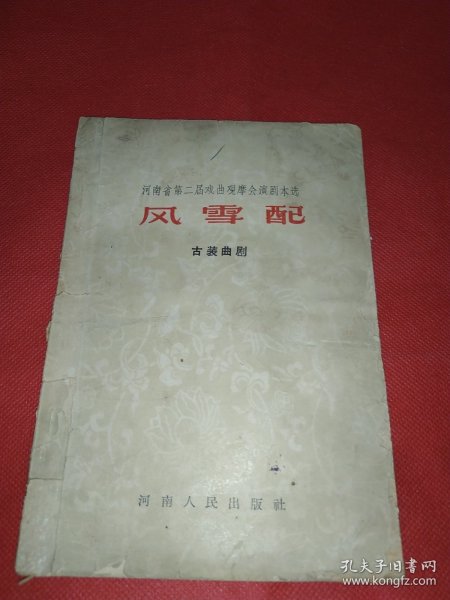 河南省第二届戏曲观摩会演剧本选
风雪配
古装曲剧
河南人民出版社
孔夫子旧书网
www.kongfz.com